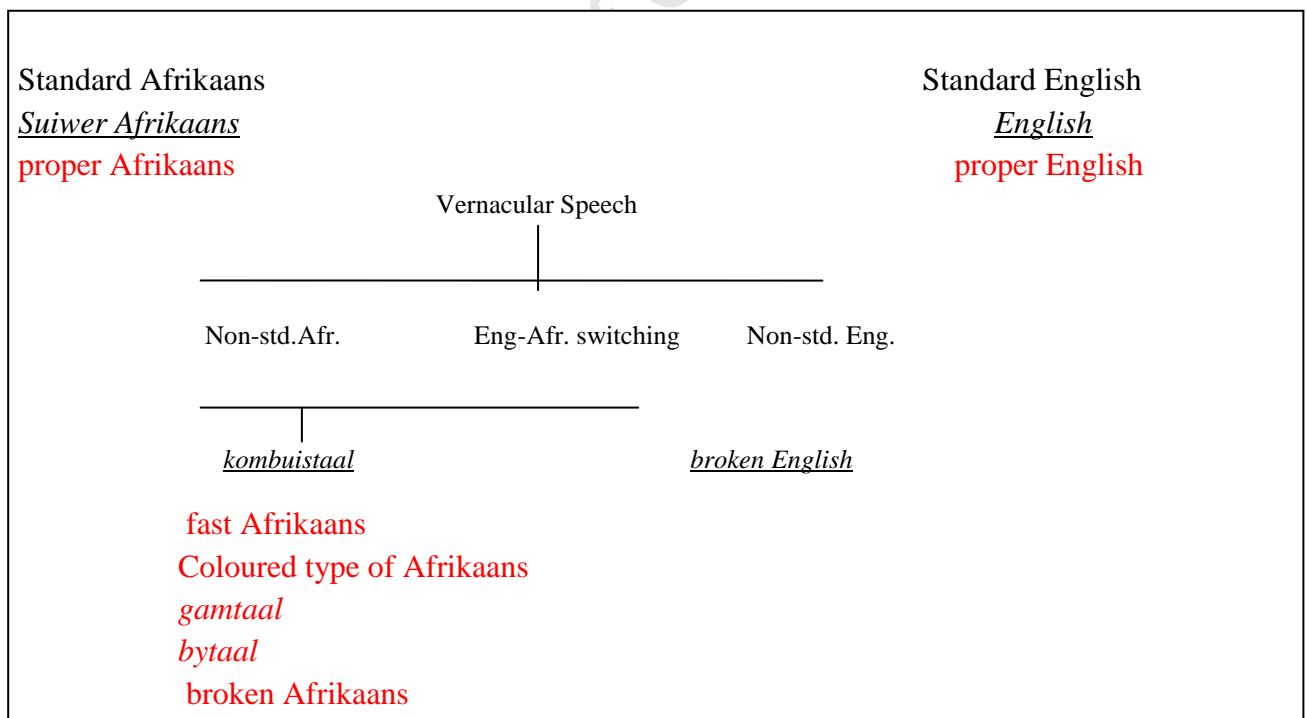 Standard Afrikaans Standard English
Suiwer Afrikaans English
proper Afrikaans proper English
Vernacular Speech
Non-std.Afr. Eng-Afr. switching Non-std. Eng.
kombuistaal broken English
fast Afrikaans
Coloured type of Afrikaans
gamtaal
bytaal
broken Afrikaans